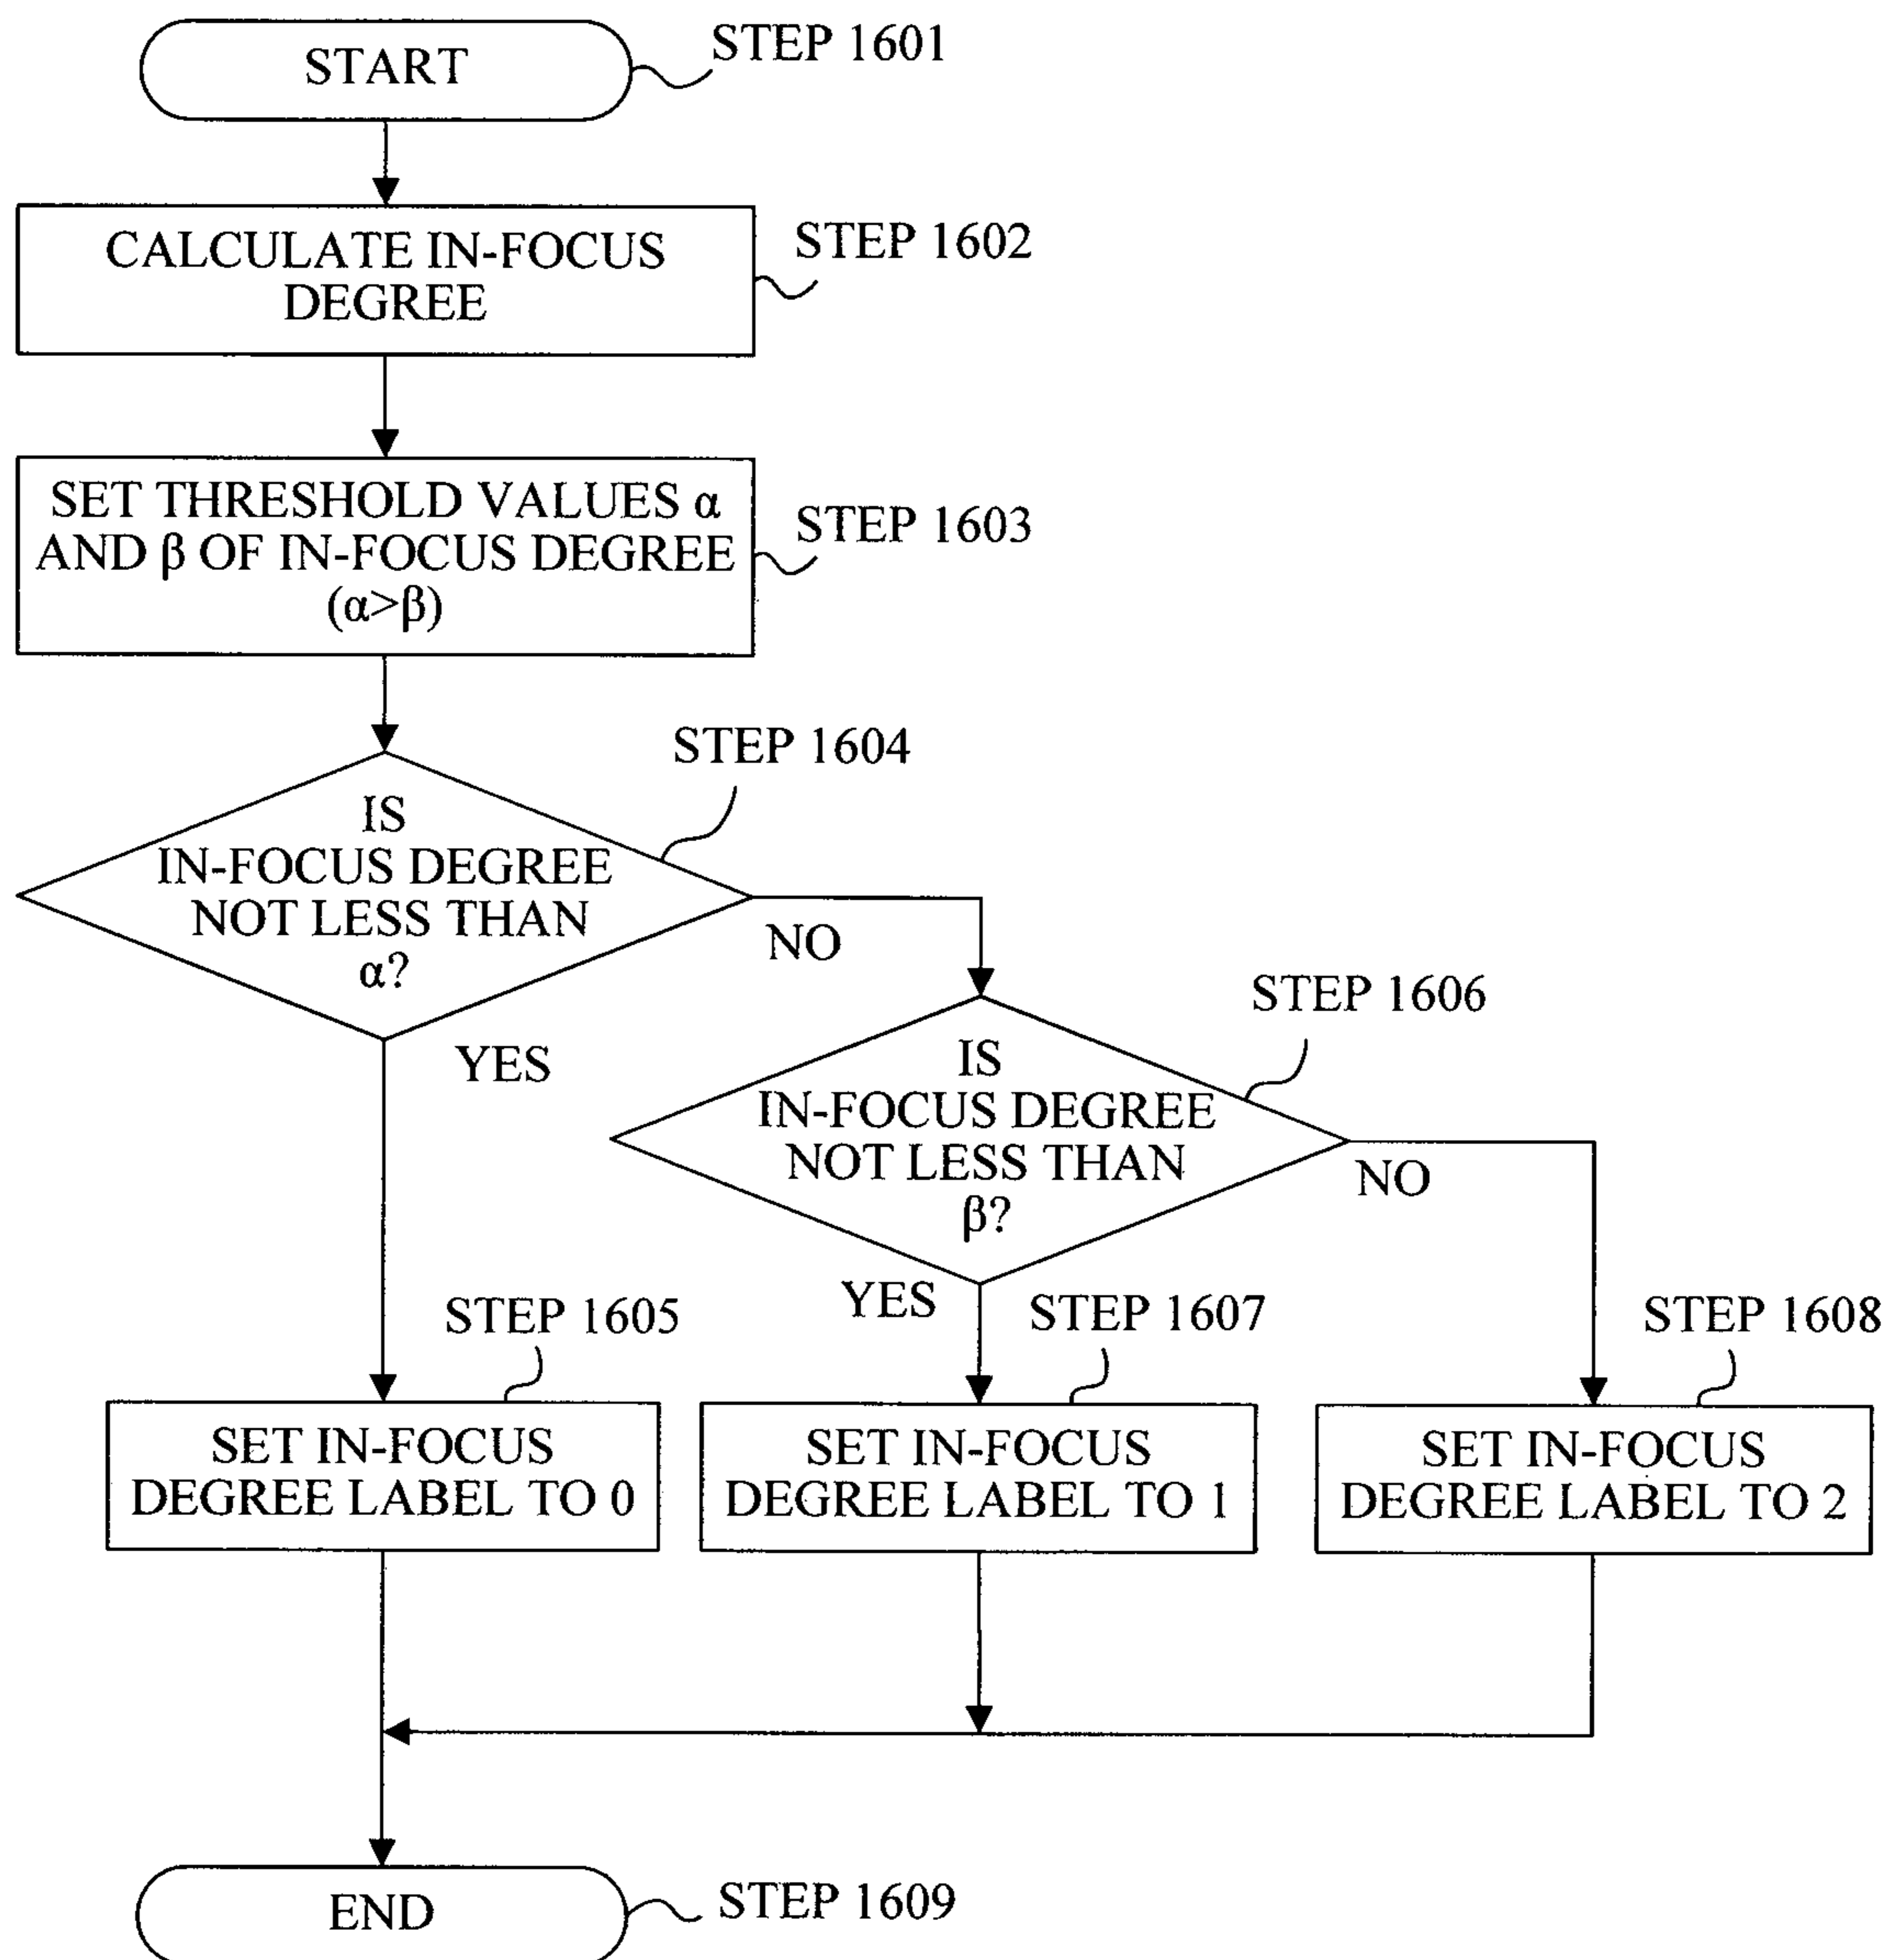 START
STEP 1601
CALCULATE IN-FOCUS
DEGREE
STEP 1602
SET THRESHOLD VALUES α
AND β OF IN-FOCUS DEGREE
(α>β)
STEP 1603
STEP 1604
IS
IN-FOCUS DEGREE
NOT LESS THAN
α?
NO
YES
STEP 1606
IS
IN-FOCUS DEGREE
NOT LESS THAN
β?
NO
YES
STEP 1605
SET IN-FOCUS
DEGREE LABEL TO 0
STEP 1607
SET IN-FOCUS
DEGREE LABEL TO 1
STEP 1608
SET IN-FOCUS
DEGREE LABEL TO 2
END
STEP 1609